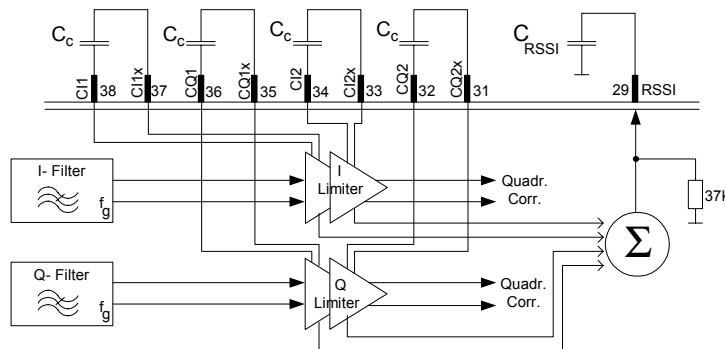 Cc
Cc
Cc
Cc
CRSSI
CI1
38
CI1x
37
CQ1
36
CQ1x
35
CI2
34
CI2x
33
CQ2
32
CQ2x
31
29
RSSI
I- Filter
fg
I
Limiter
Quadr.
Corr.
37k
Σ
Q- Filter
fg
Q
Limiter
Quadr.
Corr.